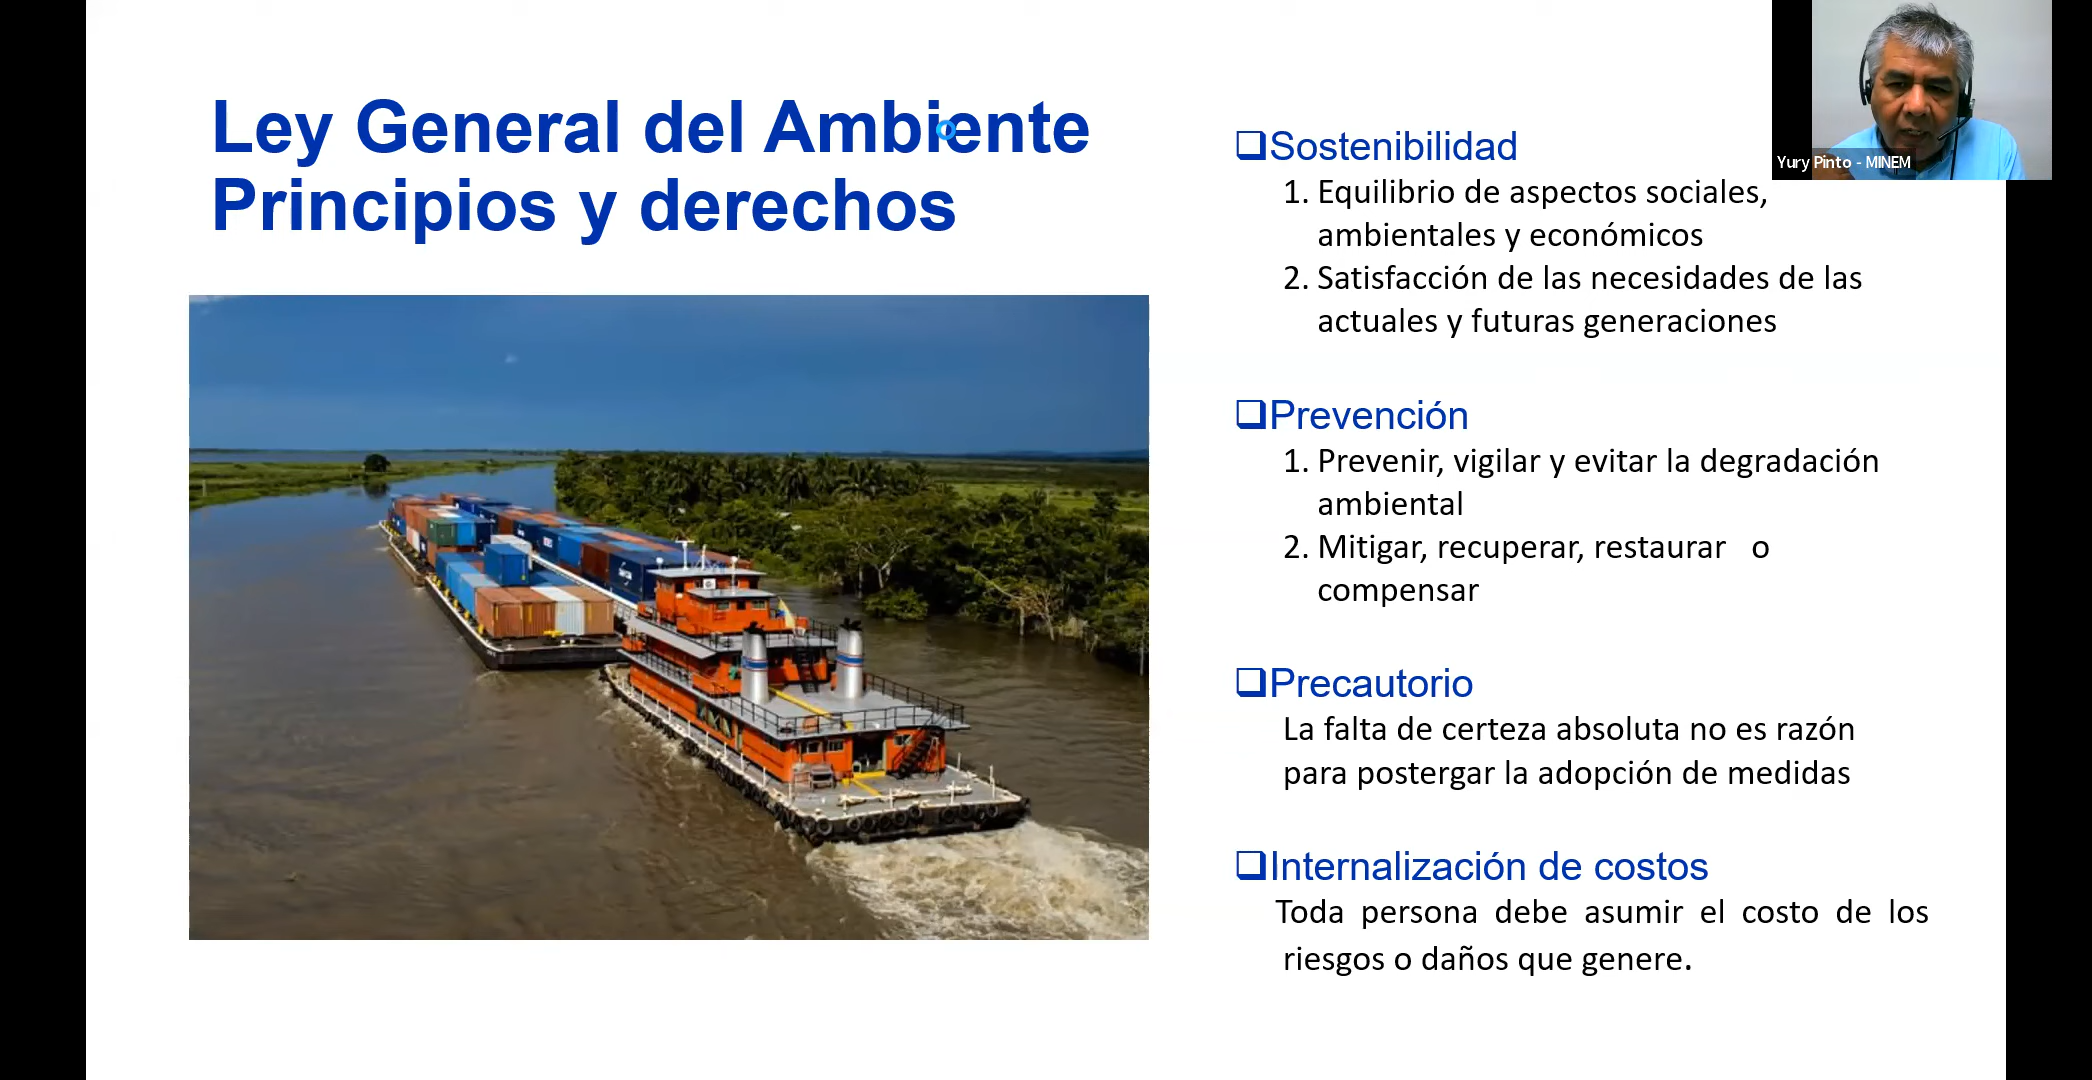 Ley General del Ambiente
Principios y derechos
Sostenibilidad
1. Equilibrio de aspectos sociales,
ambientales y económicos
2. Satisfacción de las necesidades de las
actuales y futuras generaciones
Prevención
1. Prevenir, vigilar y evitar la degradación
ambiental
2. Mitigar, recuperar, restaurar o
compensar
Precautorio
La falta de certeza absoluta no es razón
para postergar la adopción de medidas
Internalización de costos
Toda persona debe asumir el costo de los
riesgos o daños que genere.
Yury Pinto - MINEM